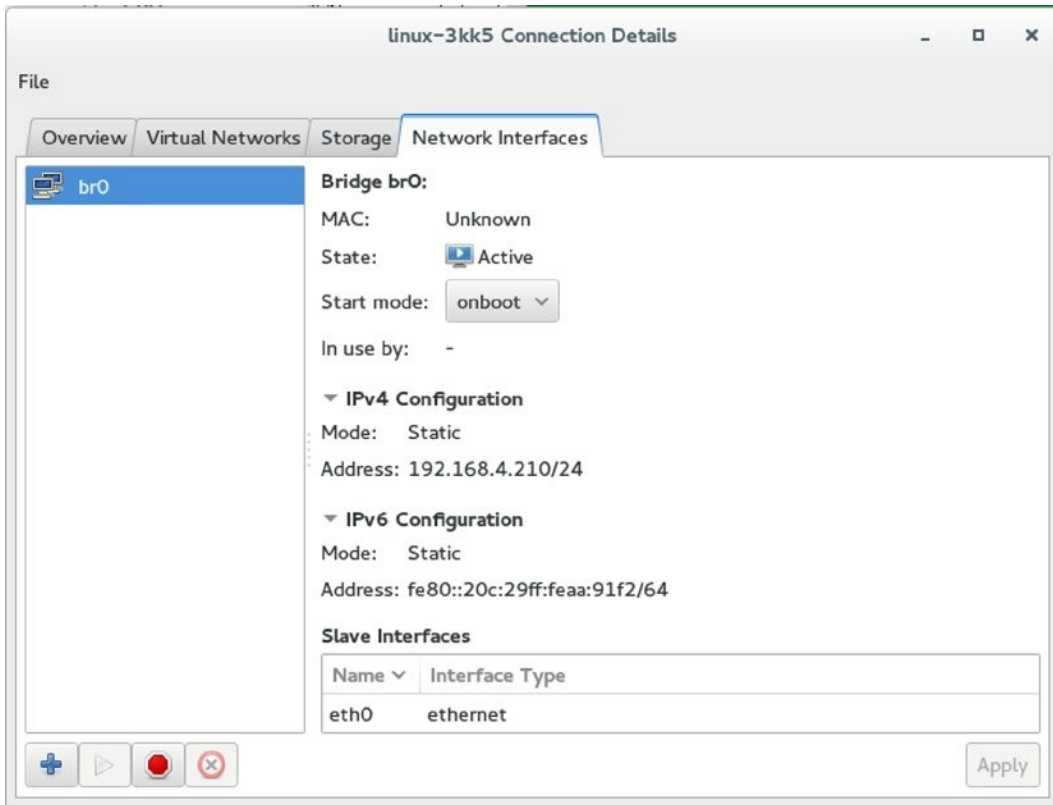 linux-3kk5 Connection Details
File
Overview Virtual Networks Storage Network Interfaces
br0
Bridge br0:
MAC: Unknown
State: Active
Start mode: onboot
In use by: -
IPv4 Configuration
Mode: Static
Address: 192.168.4.210/24
IPv6 Configuration
Mode: Static
Address: fe80::20c:29ff:feaa:91f2/64
Slave Interfaces
Name Interface Type
eth0 ethernet
Apply